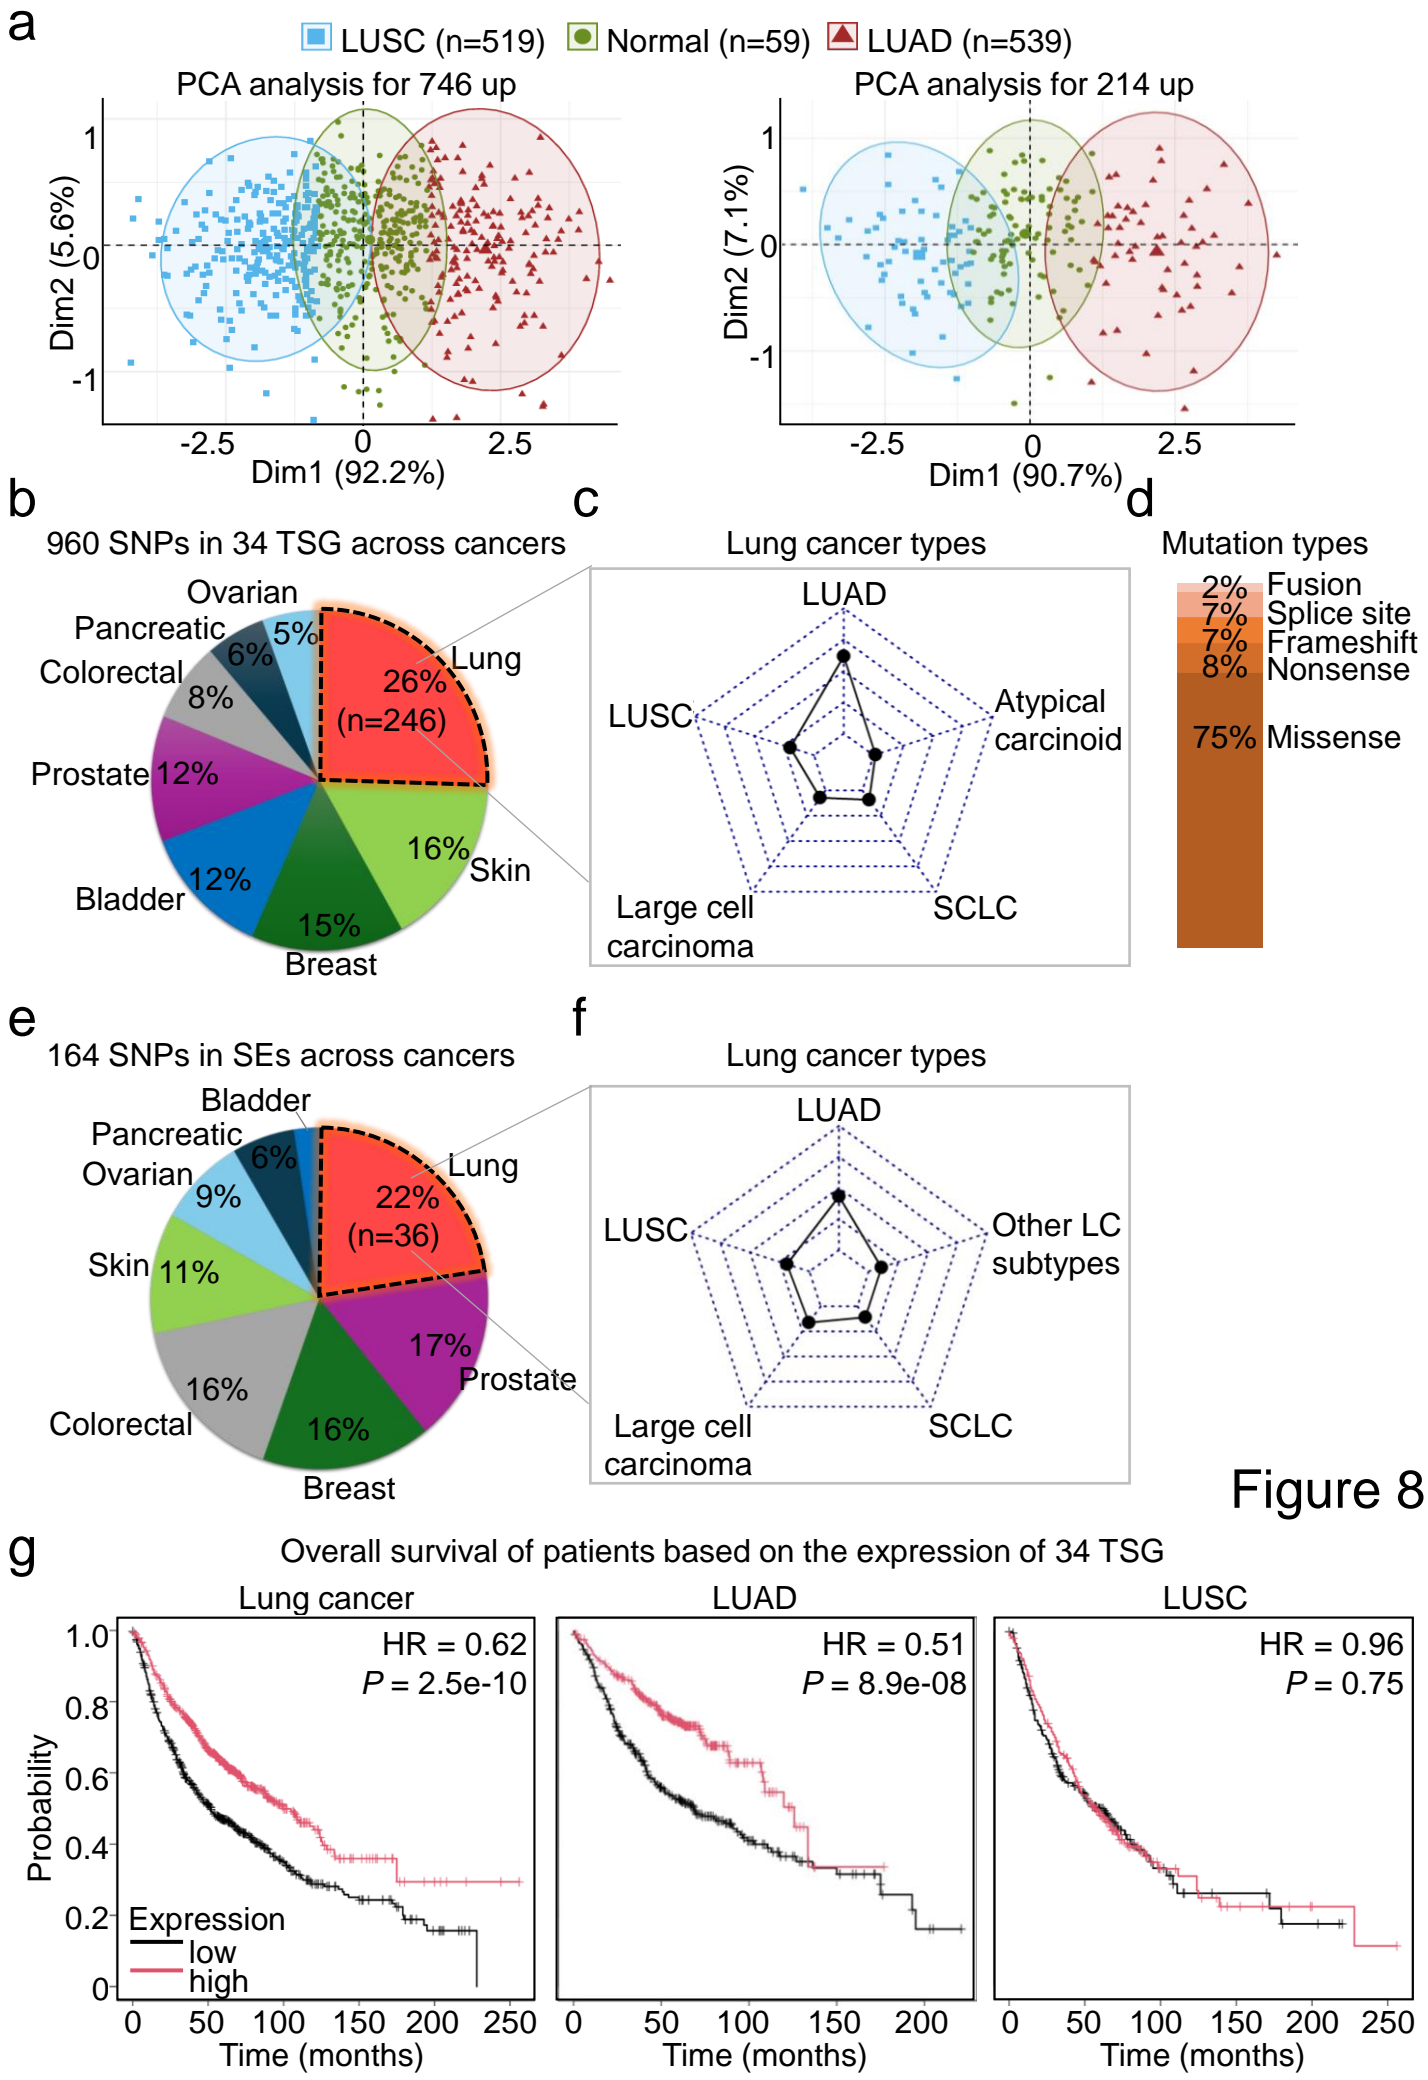 a
LUSC (n=519) Normal (n=59) LUAD (n=539)
PCA analysis for 746 up
Dim2 (5.6%)
1
0
-1
-2.5 0 2.5
Dim1 (92.2%)
PCA analysis for 214 up
Dim2 (7.1%)
1
0
-1
-2.5 0 2.5
Dim1 (90.7%)
b
960 SNPs in 34 TSG across cancers
Ovarian
5%
Pancreatic
6%
Colorectal
8%
Prostate 12%
Bladder
12%
Breast
15%
Skin
16%
Lung
26%
(n=246)
c
Lung cancer types
LUAD
Atypical
carcinoid
SCLC
Large cell
carcinoma
LUSC
d
Mutation types
2% Fusion
7% Splice site
7% Frameshift
8% Nonsense
75% Missense
e
164 SNPs in SEs across cancers
Bladder
Pancreatic
6%
Ovarian
9%
Skin 11%
Colorectal
16%
Breast
16%
Prostate
17%
Lung
22%
(n=36)
f
Lung cancer types
LUAD
Other LC
subtypes
SCLC
Large cell
carcinoma
LUSC
Figure 8
g
Overall survival of patients based on the expression of 34 TSG
Lung cancer
HR = 0.62
P = 2.5e-10
Probability
1.0
0.8
0.6
0.4
0.2
0
Expression
low
high
0 50 100 150 200 250
Time (months)
LUAD
HR = 0.51
P = 8.9e-08
0 50 100 150 200
Time (months)
LUSC
HR = 0.96
P = 0.75
0 50 100 150 200 250
Time (months)